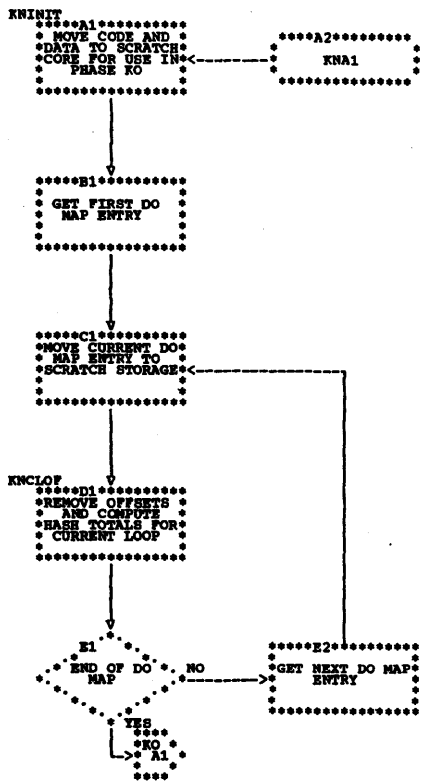 KNINIT
A1
MOVE CODE AND
DATA TO SCRATCH
CORE FOR USE IN
PHASE KO
A2
KNA1
B1
GET FIRST DO
MAP ENTRY
C1
MOVE CURRENT DO
MAP ENTRY TO
SCRATCH STORAGE
KNCLOF
D1
REMOVE OFFSETS
AND COMPUTE
HASH TOTALS FOR
CURRENT LOOP
E1
END OF DO
MAP
NO
E2
GET NEXT DO MAP
ENTRY
YES
KO
A1